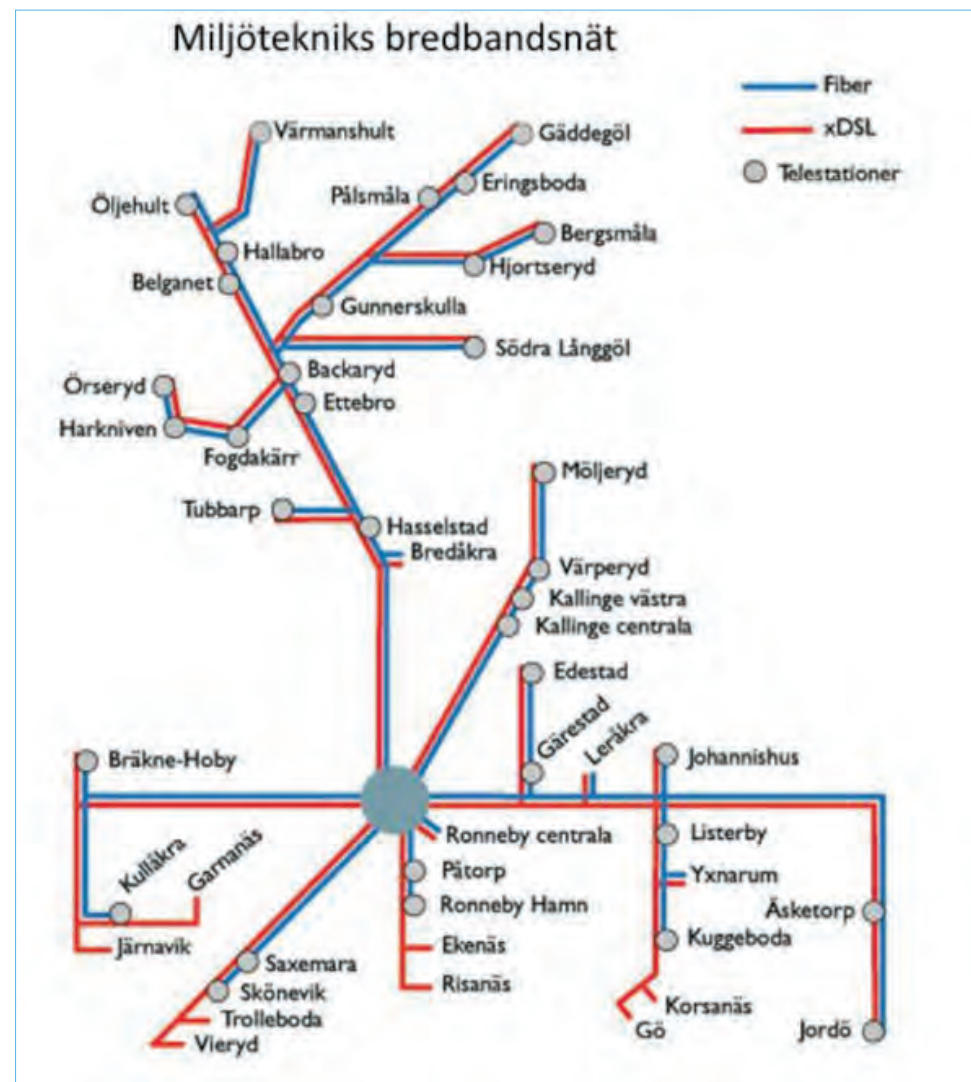 Miljötekniks bredbandsnät
Fiber
xDSL
Telestationer
Värmanshult
Gäddegöl
Eringsboda
Pålsmåla
Öljehult
Bergsmåla
Hallabro
Hjortseryd
Belganet
Gunnerskulla
Södra Långgöl
Backaryd
Örseryd
Ettebro
Harkniven
Fogdakärr
Möljeryd
Tubbarp
Hasselstad
Bredåkra
Värperyd
Kallinge västra
Kallinge centrala
Edestad
Gärestad
Leråkra
Bräkne-Hoby
Johannishus
Ronneby centrala
Listerby
Kullåkra
Garnanäs
Påtorp
Yxnarum
Ronneby Hamn
Äsketorp
Järnavik
Ekenäs
Kuggeboda
Saxemara
Risanäs
Skönevik
Korsanäs
Trolleboda
Gö
Jordö
Vieryd